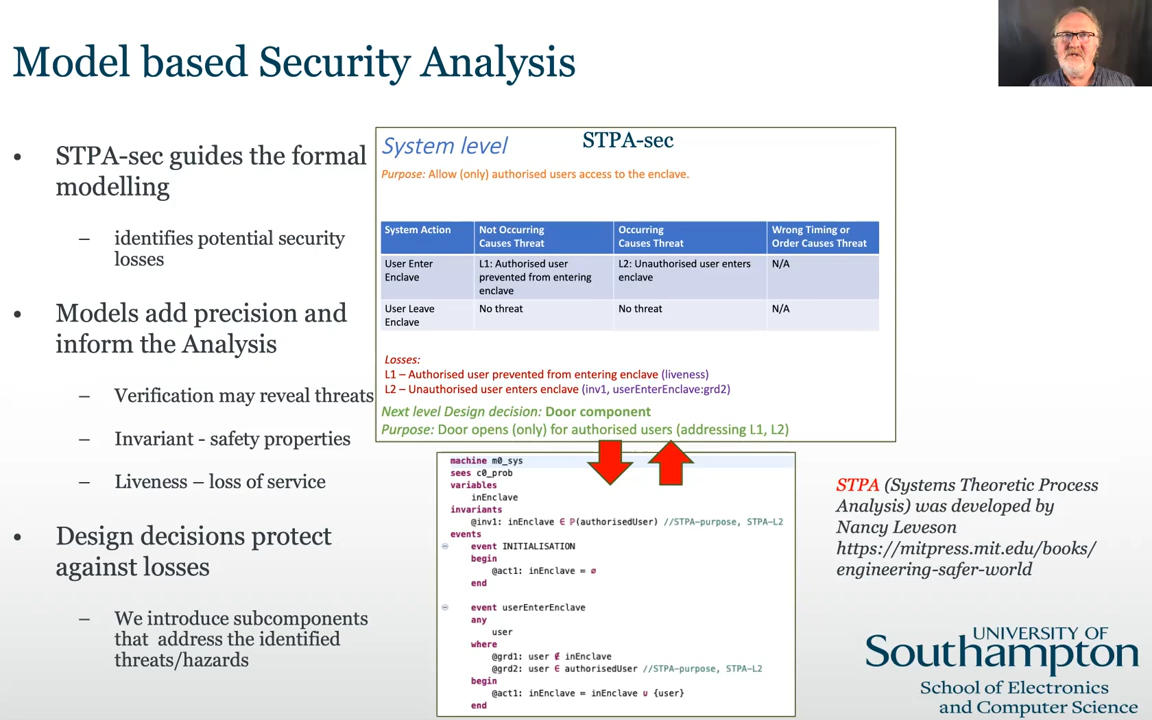 Model based Security Analysis
• STPA-sec guides the formal
modelling
– identifies potential security
losses
• Models add precision and
inform the Analysis
– Verification may reveal threats
– Invariant - safety properties
– Liveness – loss of service
• Design decisions protect
against losses
– We introduce subcomponents
that address the identified
threats/hazards
System level
STPA-sec
Purpose: Allow (only) authorised users access to the enclave.
System Action | Not Occurring Causes Threat | Occurring Causes Threat | Wrong Timing or Order Causes Threat
User Enter Enclave | L1: Authorised user prevented from entering enclave | L2: Unauthorised user enters enclave | N/A
User Leave Enclave | No threat | No threat | N/A
Losses:
L1 – Authorised user prevented from entering enclave (liveness)
L2 – Unauthorised user enters enclave (inv1, userEnterEnclave:grd2)
Next level Design decision: Door component
Purpose: Door opens (only) for authorised users (addressing L1, L2)
machine m0_sys
sees c0_prob
variables
inEnclave
invariants
@inv1: inEnclave ∈ ℙ(authorisedUser) //STPA-purpose, STPA-L2
events
event INITIALISATION
begin
@act1: inEnclave = ∅
end
event userEnterEnclave
any
user
where
@grd1: user ∉ inEnclave
@grd2: user ∈ authorisedUser //STPA-purpose, STPA-L2
begin
@act1: inEnclave = inEnclave ∪ {user}
end
STPA (Systems Theoretic Process
Analysis) was developed by
Nancy Leveson
https://mitpress.mit.edu/books/
engineering-safer-world
UNIVERSITY OF
Southampton
School of Electronics
and Computer Science